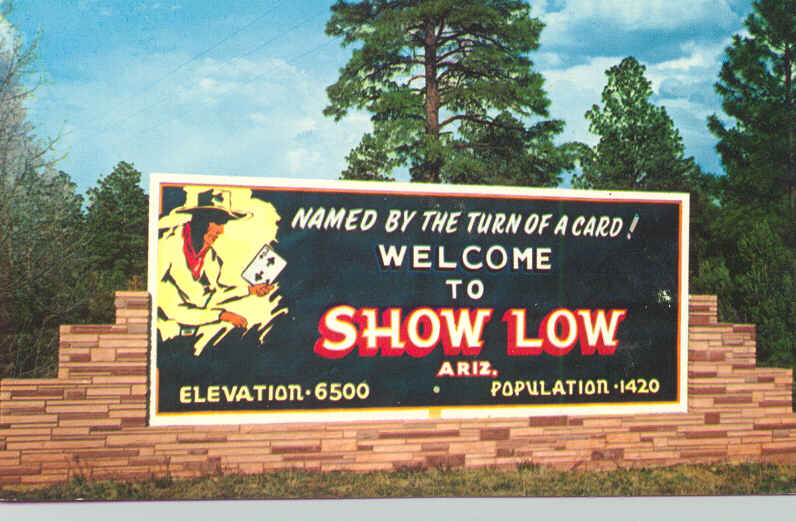 NAMED BY THE TURN OF A CARD!
WELCOME
TO
SHOW LOW
ARIZ.
ELEVATION · 6500 · POPULATION · 1420